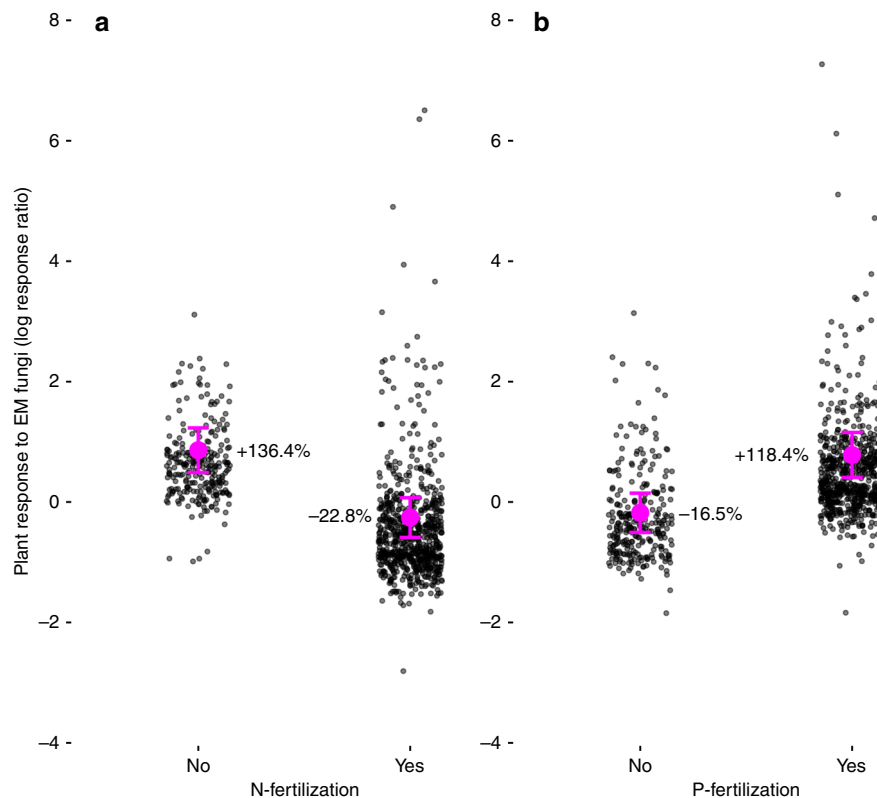 a
b
8
6
4
2
0
–2
–4
Plant response to EM fungi (log response ratio)
+136.4%
–22.8%
No
Yes
N-fertilization
8
6
4
2
0
–2
–4
–16.5%
+118.4%
No
Yes
P-fertilization